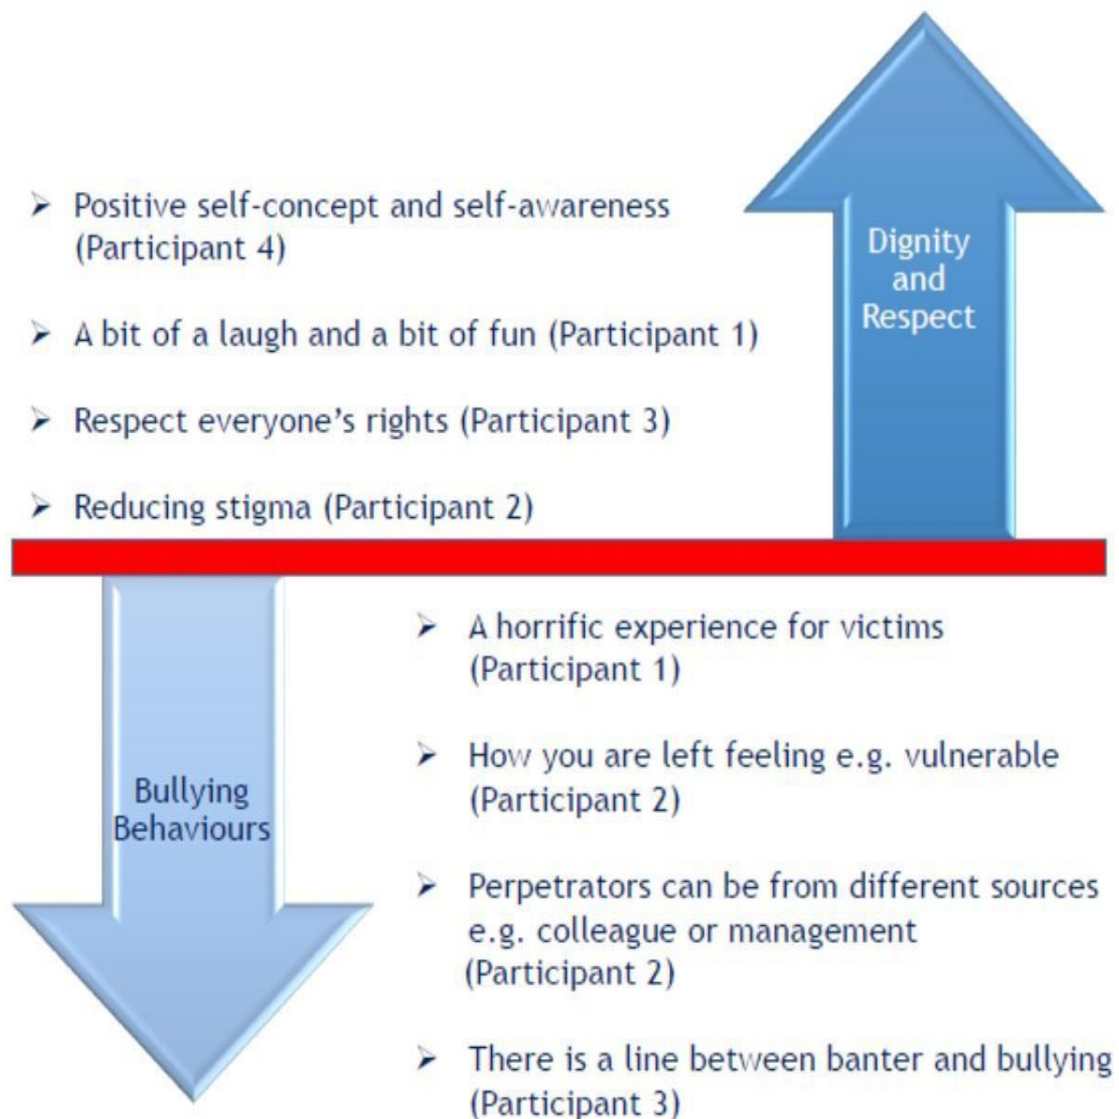 ➢ Positive self-concept and self-awareness
(Participant 4)
➢ A bit of a laugh and a bit of fun (Participant 1)
➢ Respect everyone’s rights (Participant 3)
➢ Reducing stigma (Participant 2)
Dignity
and
Respect
Bullying
Behaviours
➢ A horrific experience for victims
(Participant 1)
➢ How you are left feeling e.g. vulnerable
(Participant 2)
➢ Perpetrators can be from different sources
e.g. colleague or management
(Participant 2)
➢ There is a line between banter and bullying
(Participant 3)